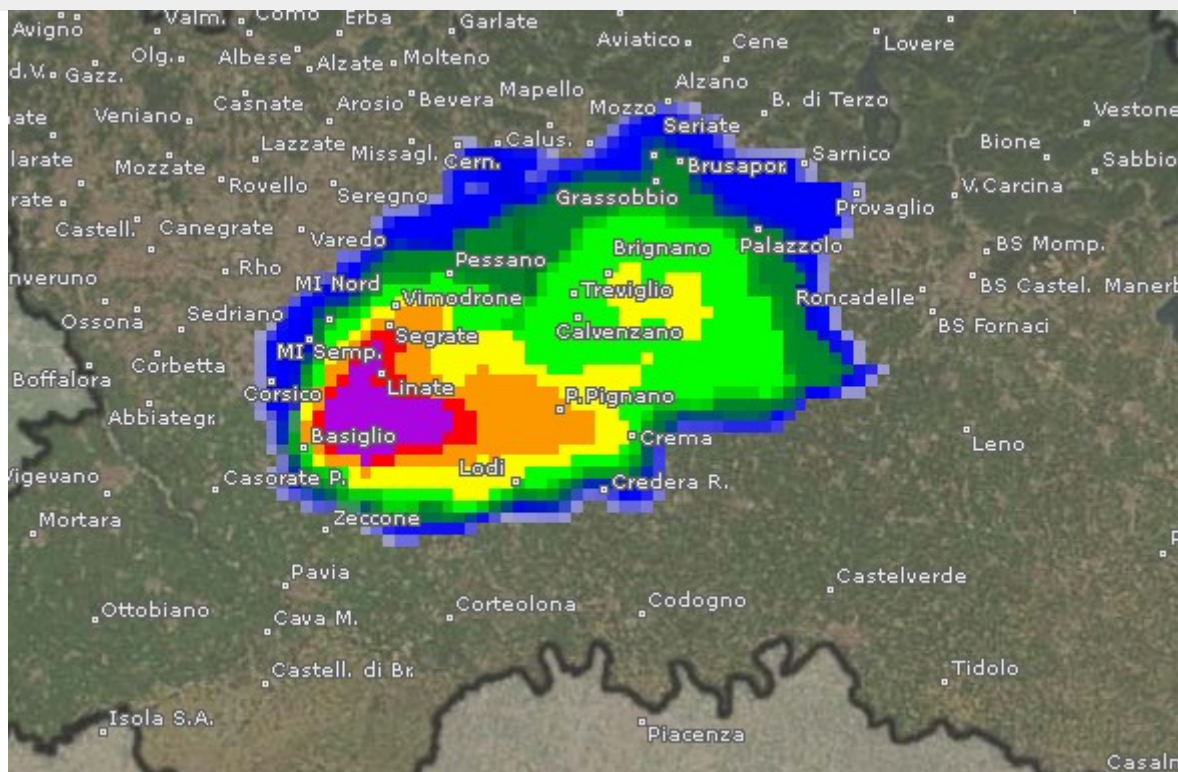 Valm.
Como
Erba
Garlate
Avigno
Aviatico
Cene
Lovere
Olg.
Albese
Alzate
Molteno
d.V.
Gazz.
Alzano
Casnate
Arosio
Bevera
Mapello
Mozzo
B. di Terzo
Vestone
Veniano
Seriate
Lazzate
Missagl.
Calus.
Cern.
Bione
Sabbio
larate
Mozzate
Brusapor.
Sarnico
Rovello
Seregno
Grassobbio
V.Carcina
Provaglio
Castell.
Canegrate
Varedo
Brignano
Palazzolo
BS Momp.
Pessano
nveruno
Rho
MI Nord
Vimodrone
Treviglio
Roncadelle
BS Castel.
Manerb
Ossona
Sedriano
Segrate
Calvenzano
BS Fornaci
MI Semp.
Corbetta
Boffalora
Corsico
Linate
P.Pignano
Abbiategr.
Basiglio
Crema
Leno
Vigevano
Casorate P.
Lodi
Credera R.
Mortara
Zeccone
Pavia
Castelverde
Ottobiano
Cava M.
Corteolona
Codogno
Castell. di Br.
Tidolo
Isola S.A.
Piacenza
Casalm